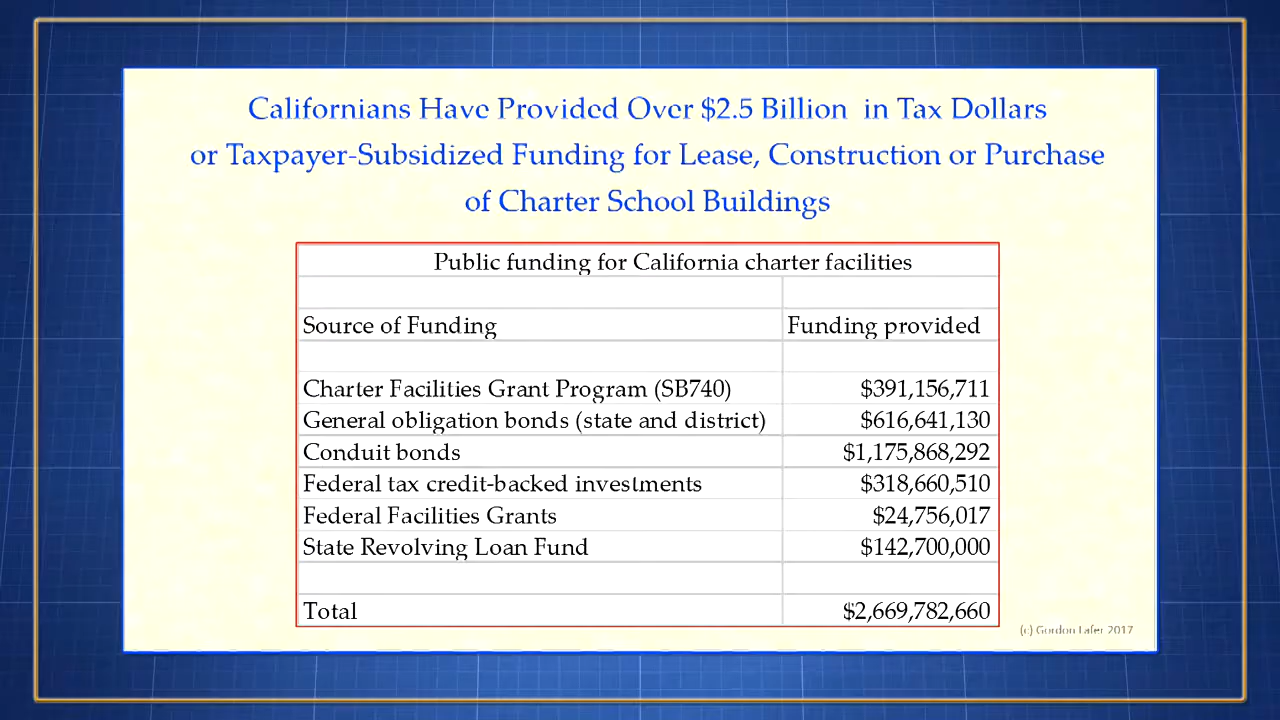 Californians Have Provided Over $2.5 Billion in Tax Dollars
or Taxpayer-Subsidized Funding for Lease, Construction or Purchase
of Charter School Buildings
Public funding for California charter facilities
Source of Funding Funding provided
Charter Facilities Grant Program (SB740) $391,156,711
General obligation bonds (state and district) $616,641,130
Conduit bonds $1,175,868,292
Federal tax credit-backed investments $318,660,510
Federal Facilities Grants $24,756,017
State Revolving Loan Fund $142,700,000
Total $2,669,782,660
(c) Gordon Lafer 2017